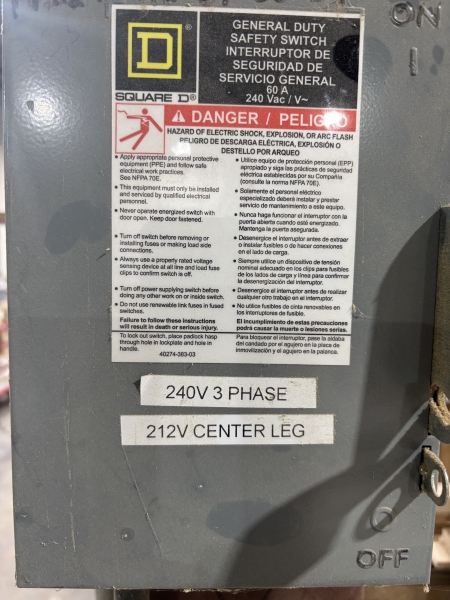 ON
I
D
SQUARE D®
GENERAL DUTY
SAFETY SWITCH
INTERRUPTOR DE
SEGURIDAD DE
SERVICIO GENERAL
60 A
240 Vac / V~
DANGER / PELIGRO
HAZARD OF ELECTRIC SHOCK, EXPLOSION, OR ARC FLASH
PELIGRO DE DESCARGA ELÉCTRICA, EXPLOSIÓN O
DESTELLO POR ARQUEO
• Apply appropriate personal protective
equipment (PPE) and follow safe
electrical work practices.
See NFPA 70E.
• This equipment must only be installed
and serviced by qualified electrical
personnel.
• Never operate energized switch with
door open. Keep door fastened.
• Turn off switch before removing or
installing fuses or making load side
connections.
• Always use a properly rated voltage
sensing device at all line and load fuse
clips to confirm switch is off.
• Turn off power supplying switch before
doing any other work on or inside switch.
• Do not use renewable link fuses in fused
switches.
Failure to follow these instructions
will result in death or serious injury.
To lock out switch, place padlock hasp
through hole in lockplate and hole in
handle.
40274-383-03
• Utilice equipo de protección personal (EPP)
apropiado y siga las prácticas de seguridad
eléctrica establecidas por su Compañía
(consulte la norma NFPA 70E).
• Solamente el personal eléctrico
especializado deberá instalar y prestar
servicio de mantenimiento a este equipo.
• Nunca haga funcionar el interruptor con la
puerta abierta cuando esté energizado.
Mantenga la puerta asegurada.
• Desenergice el interruptor antes de extraer
o instalar fusibles o de hacer conexiones
en el lado de carga.
• Siempre utilice un dispositivo de tensión
nominal adecuado en los clips para fusibles
de los lados de carga y línea para confirmar
la desenergización del interruptor.
• Desenergice el interruptor antes de realizar
cualquier otro trabajo en el interruptor.
• No utilice fusibles de cinta renovables en
los interruptores de fusible.
El incumplimiento de estas precauciones
podrá causar la muerte o lesiones serias.
Para bloquear el interruptor, pase la aldaba
del candado por el agujero en la placa de
inmovilización y el agujero en la palanca.
240V 3 PHASE
212V CENTER LEG
O
OFF